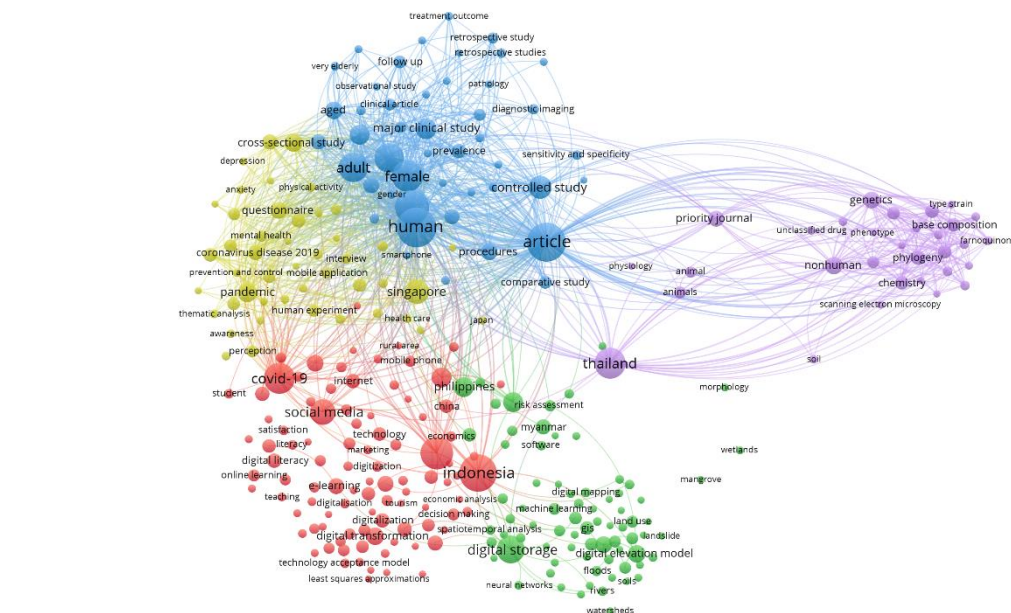 treatment outcome
retrospective study
retrospective studies
very elderly
follow up
observational study
pathology
aged
clinical article
diagnostic imaging
major clinical study
cross-sectional study
prevalence
sensitivity and specificity
depression
adult
female
anxiety
physical activity
gender
controlled study
genetics
type strain
questionnaire
priority journal
human
unclassified drug
phenotype
base composition
mental health
article
farnoquinon
coronavirus disease 2019
interview
smartphone
procedures
phylogeny
nonhuman
physiology
prevention and control
mobile application
animal
comparative study
chemistry
pandemic
singapore
animals
scanning electron microscopy
thematic analysis
human experiment
health care
japan
awareness
perception
rural area
mobile phone
soil
thailand
covid-19
internet
philippines
morphology
student
china
risk assessment
social media
satisfaction
technology
economics
myanmar
literacy
marketing
software
wetlands
digital literacy
digitization
online learning
indonesia
mangrove
e-learning
teaching
digitalisation
tourism
economic analysis
digital mapping
machine learning
digitalization
decision making
land use
digital transformation
spatiotemporal analysis
gis
landslide
digital storage
digital elevation model
technology acceptance model
floods
least squares approximations
neural networks
soils
rivers
watersheds